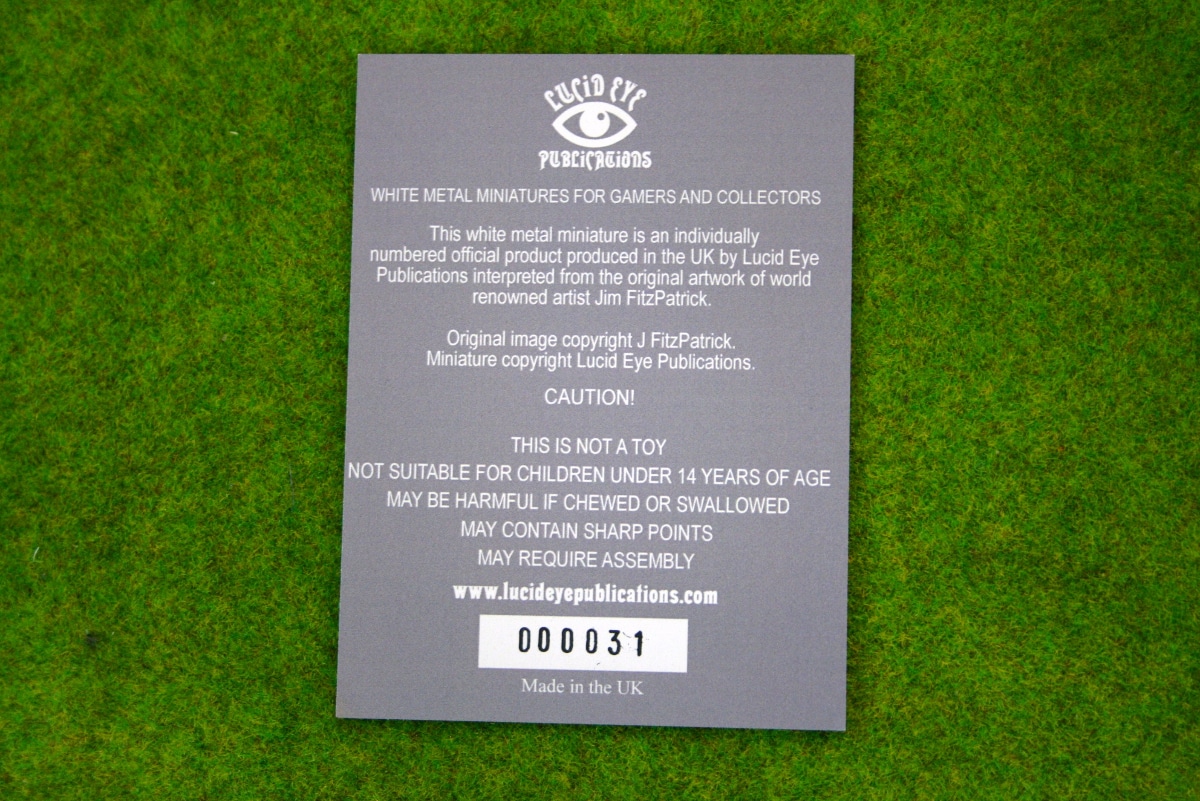 LUCiD EYE
PUBLiCATiONS
WHITE METAL MINIATURES FOR GAMERS AND COLLECTORS
This white metal miniature is an individually
numbered official product produced in the UK by Lucid Eye
Publications interpreted from the original artwork of world
renowned artist Jim FitzPatrick.
Original image copyright J FitzPatrick.
Miniature copyright Lucid Eye Publications.
CAUTION!
THIS IS NOT A TOY
NOT SUITABLE FOR CHILDREN UNDER 14 YEARS OF AGE
MAY BE HARMFUL IF CHEWED OR SWALLOWED
MAY CONTAIN SHARP POINTS
MAY REQUIRE ASSEMBLY
www.lucideyepublications.com
000031
Made in the UK